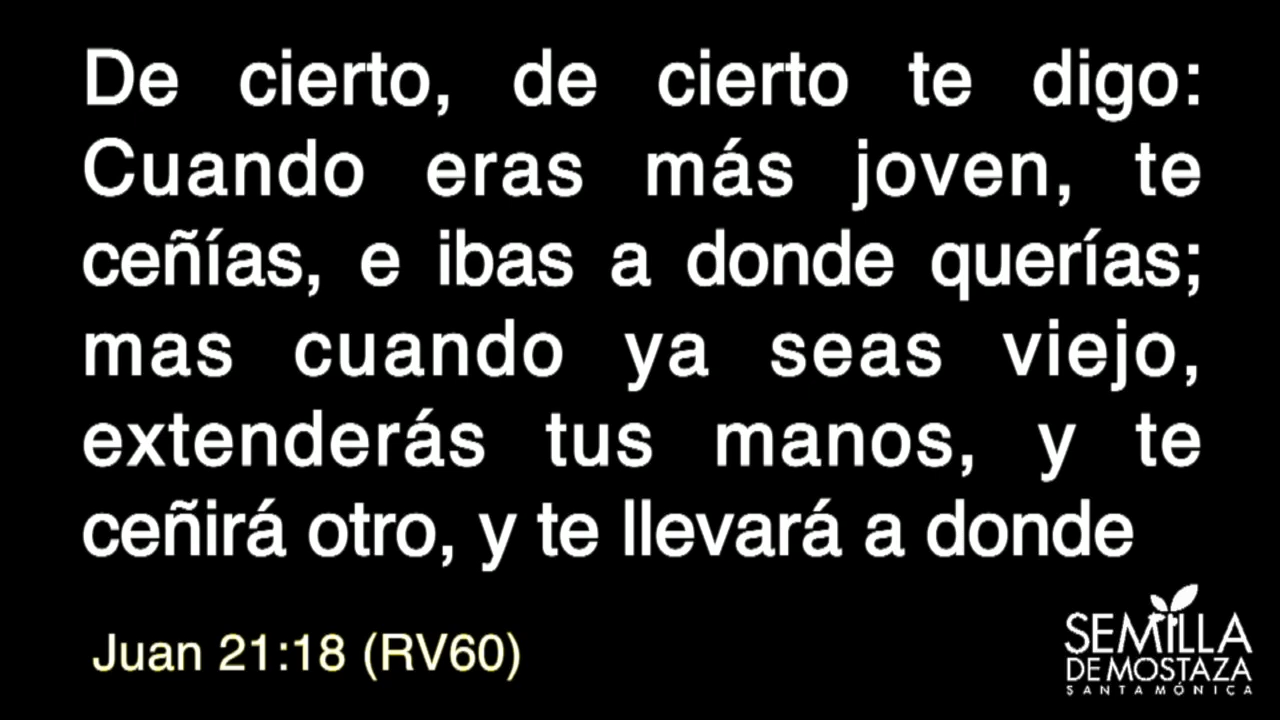 De cierto, de cierto te digo:
Cuando eras más joven, te
ceñías, e ibas a donde querías;
mas cuando ya seas viejo,
extenderás tus manos, y te
ceñirá otro, y te llevará a donde
Juan 21:18 (RV60)
SEMILLA
DE MOSTAZA
SANTA MÓNICA